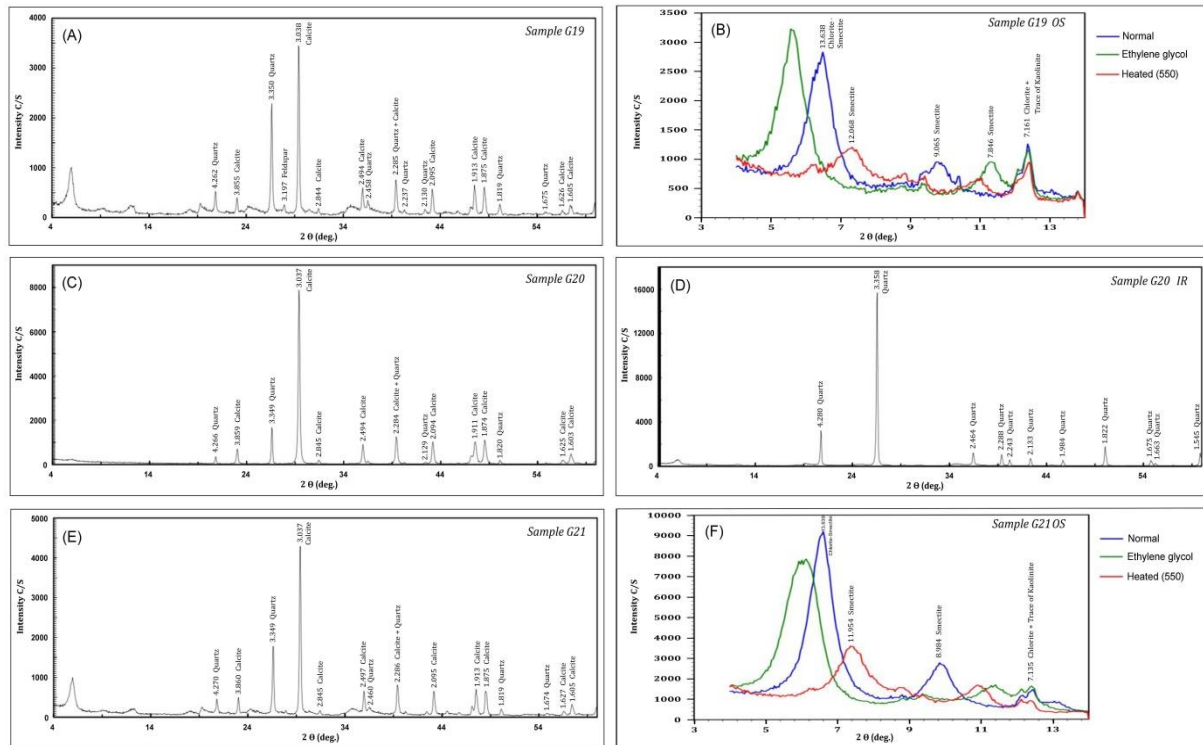 (A)
Sample G19
Intensity C/S
4000
3000
2000
1000
0
4.262 Quartz
3.855 Calcite
3.350 Quartz
3.197 Feldspar
3.038
Calcite
2.844 Calcite
2.494 Calcite
2.458 Quartz
2.285 Quartz + Calcite
2.237 Quartz
2.130 Quartz
2.095 Calcite
1.913 Calcite
1.875 Calcite
1.819 Quartz
1.675 Quartz
1.626 Calcite
1.605 Calcite
4 14 24 34 44 54
2 Θ (deg.)
(B)
Sample G19 OS
Intensity C/S
3500
3000
2500
2000
1500
1000
500
0
13.638
Chlorite-
Smectite
12.068 Smectite
9.065 Smectite
7.846 Smectite
7.161 Chlorite +
Trace of Kaolinite
3 5 7 9 11 13
2 Θ (deg.)
Normal
Ethylene glycol
Heated (550)
(C)
Sample G20
Intensity C/S
8000
6000
4000
2000
0
4.266 Quartz
3.859 Calcite
3.349 Quartz
3.037
Calcite
2.845 Calcite
2.494 Calcite
2.284 Calcite + Quartz
2.129 Quartz
2.094 Calcite
1.911 Calcite
1.874 Calcite
1.820 Quartz
1.625 Calcite
1.603 Calcite
4 14 24 34 44 54
2 Θ (deg.)
(D)
Sample G20 IR
Intensity C/S
16000
12000
8000
4000
0
4.280 Quartz
3.358
Quartz
2.464 Quartz
2.288 Quartz
2.243 Quartz
2.133 Quartz
1.984 Quartz
1.822 Quartz
1.675 Quartz
1.663 Quartz
1.545 Quartz
4 14 24 34 44 54
2 Θ (deg.)
(E)
Sample G21
Intensity C/S
5000
4000
3000
2000
1000
0
4.270 Quartz
3.860 Calcite
3.349 Quartz
3.037
Calcite
2.845 Calcite
2.497 Calcite
2.460 Quartz
2.286 Calcite + Quartz
2.095 Calcite
1.913 Calcite
1.875 Calcite
1.819 Quartz
1.674 Quartz
1.627 Calcite
1.605 Calcite
4 14 24 34 44 54
2 Θ (deg.)
(F)
Sample G21 OS
Intensity C/S
10000
9000
8000
7000
6000
5000
4000
3000
2000
1000
0
Chlorite-Smectite
11.954 Smectite
8.984 Smectite
7.135 Chlorite + Trace of Kaolinite
3 5 7 9 11 13
2 Θ (deg.)
Normal
Ethylene glycol
Heated (550)